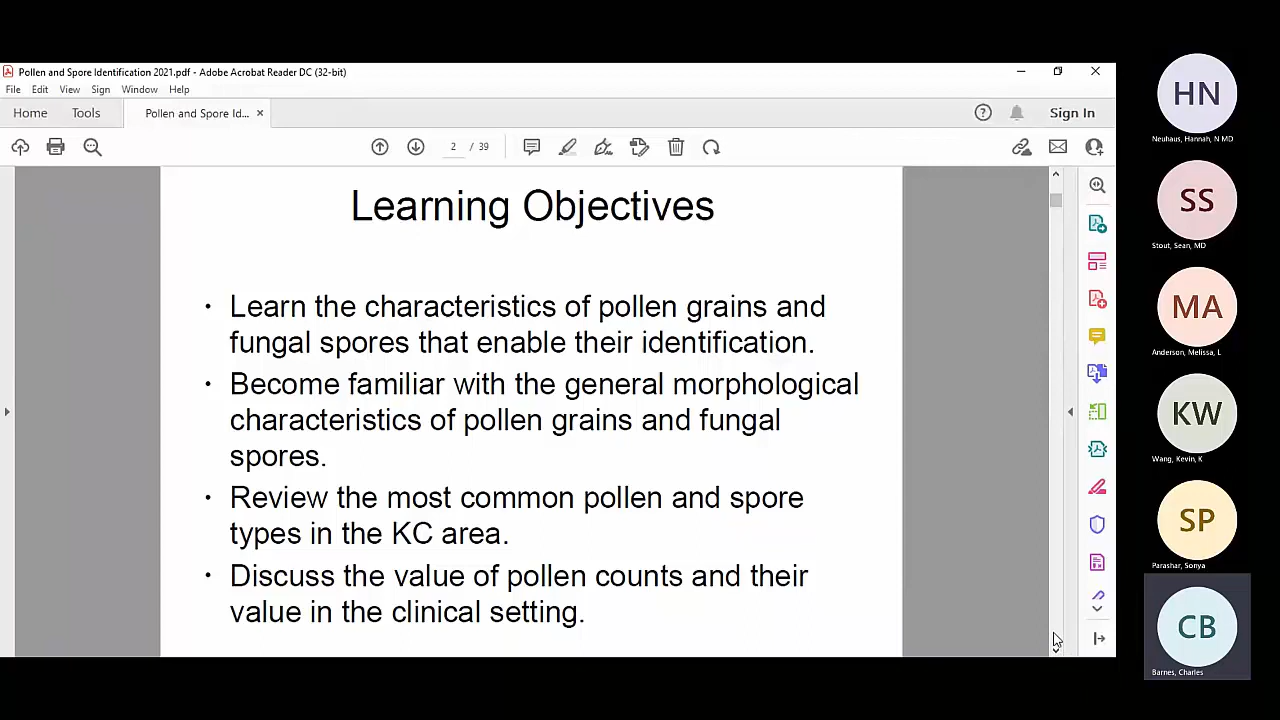 Pollen and Spore Identification 2021.pdf - Adobe Acrobat Reader DC (32-bit)
File Edit View Sign Window Help
Home Tools Pollen and Spore Id... × Sign In
2 / 39
Learning Objectives
• Learn the characteristics of pollen grains and
fungal spores that enable their identification.
• Become familiar with the general morphological
characteristics of pollen grains and fungal
spores.
• Review the most common pollen and spore
types in the KC area.
• Discuss the value of pollen counts and their
value in the clinical setting.
HN
Neuhaus, Hannah, N MD
SS
Stout, Sean, MD
MA
Anderson, Melissa, L
KW
Wang, Kevin, K
SP
Parashar, Sonya
CB
Barnes, Charles